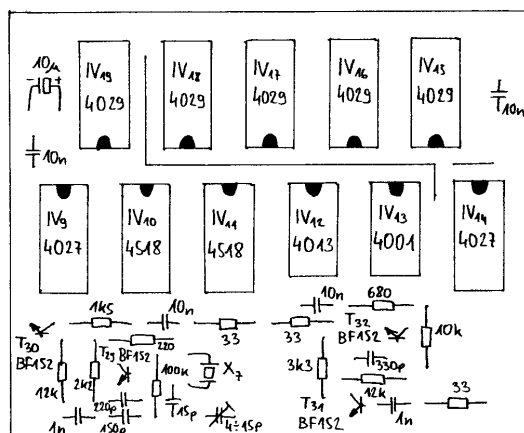 10µ
- +
IV19
4029
IV18
4029
IV17
4029
IV16
4029
IV15
4029
10n
10n
IV9
4027
IV10
4518
IV11
4518
IV12
4013
IV13
4001
IV14
4027
1k5
10n
33
33
10n
680
T30
BF152
T29
BF152
220
T32
BF152
10k
12k
2k2
100k
X7
3k3
330p
12k
220p
1n
150p
15p
4÷15p
T31
BF152
1n
33